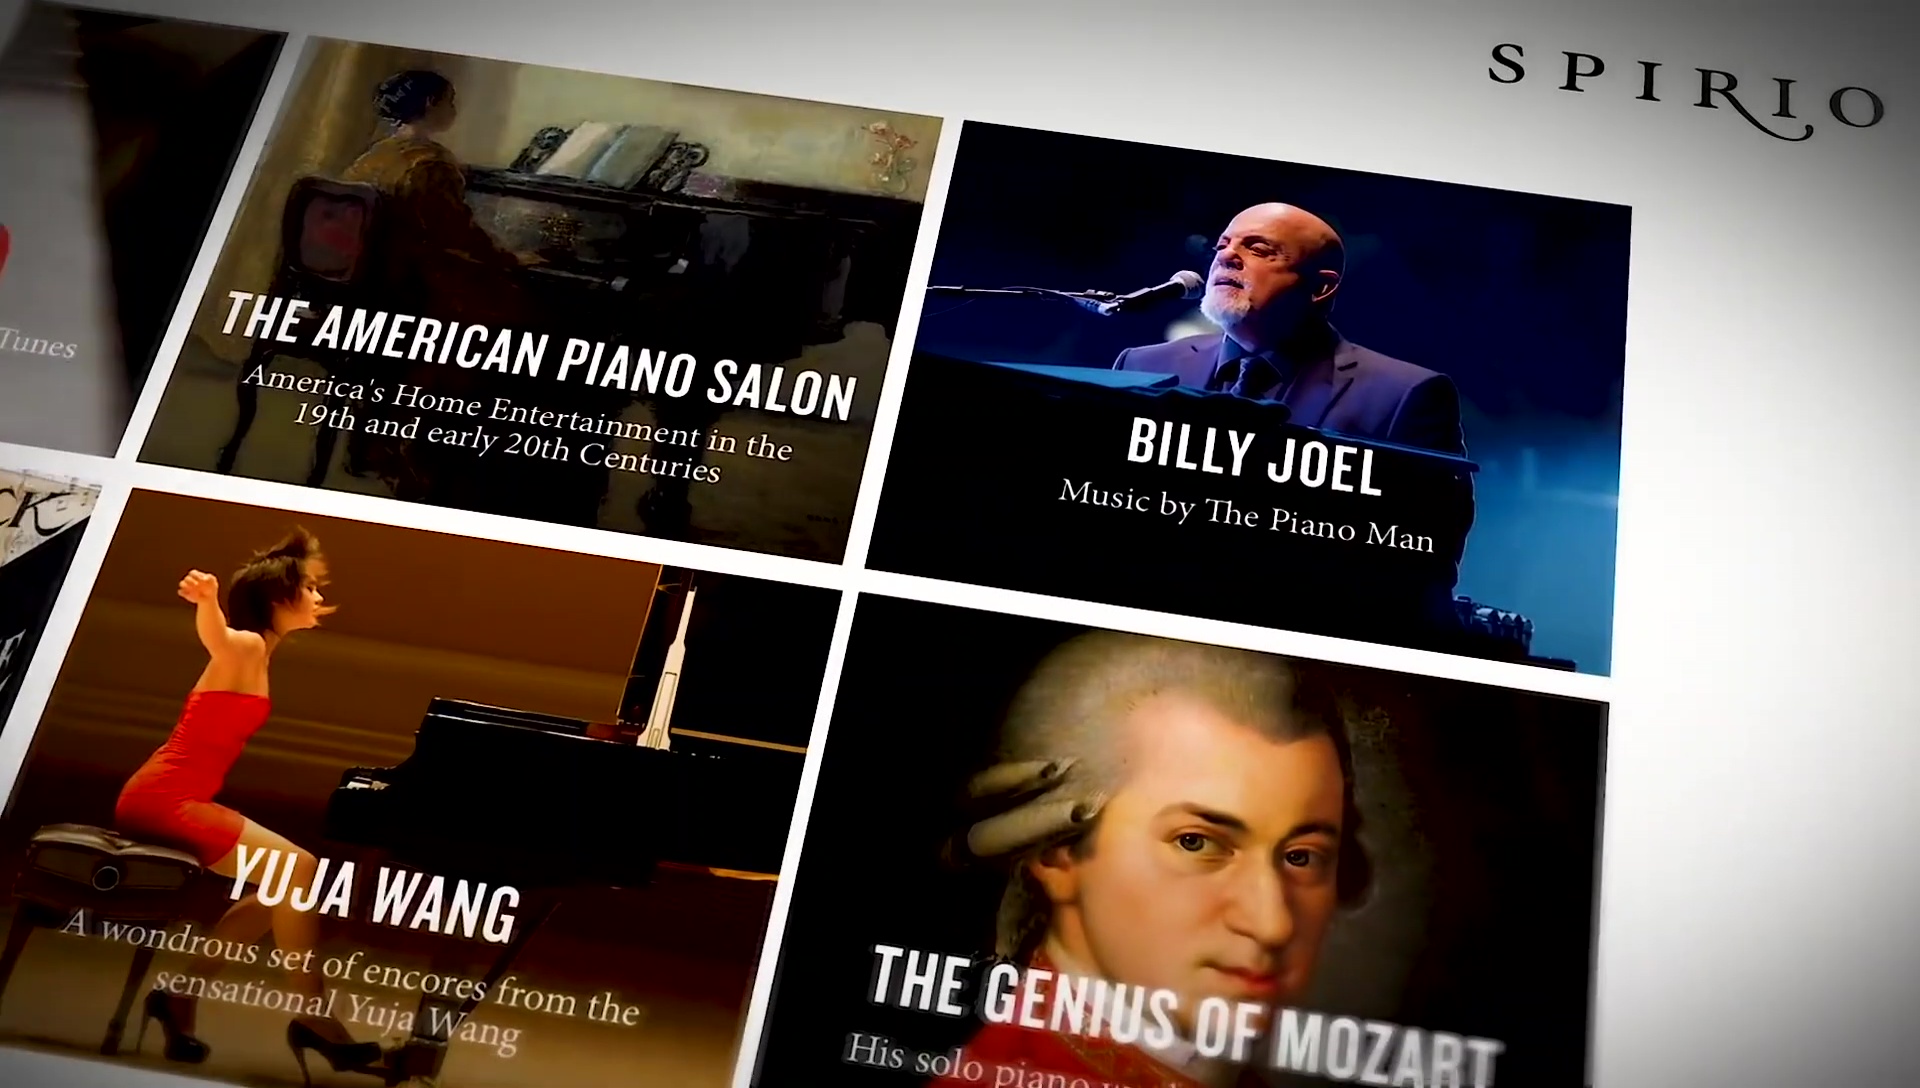 SPIRIO
Tunes
THE AMERICAN PIANO SALON
America's Home Entertainment in the
19th and early 20th Centuries
BILLY JOEL
Music by The Piano Man
YUJA WANG
A wondrous set of encores from the
sensational Yuja Wang
THE GENIUS OF MOZART
His solo piano